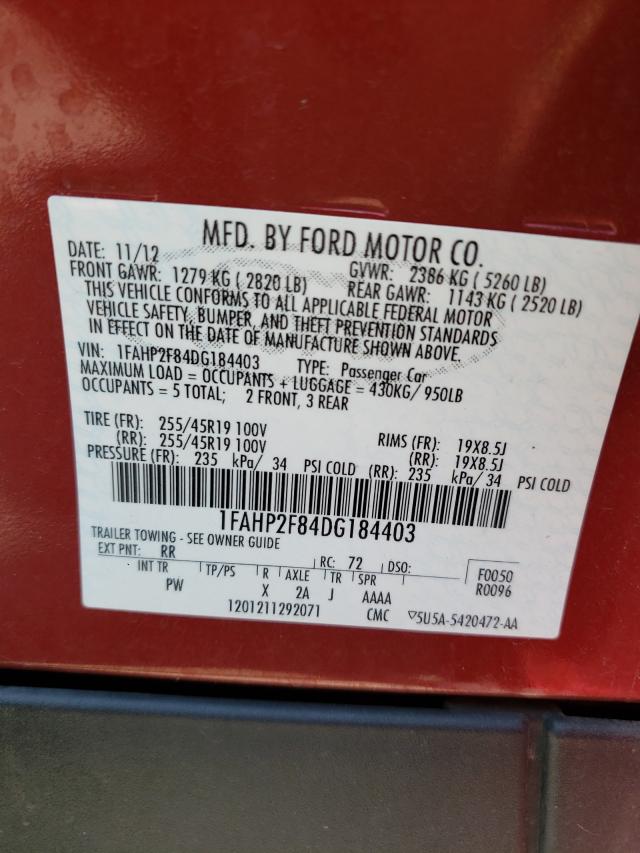 MFD. BY FORD MOTOR CO.
DATE: 11/12 GVWR: 2386 KG ( 5260 LB)
FRONT GAWR: 1279 KG ( 2820 LB) REAR GAWR: 1143 KG ( 2520 LB)
THIS VEHICLE CONFORMS TO ALL APPLICABLE FEDERAL MOTOR
VEHICLE SAFETY, BUMPER, AND THEFT PREVENTION STANDARDS
IN EFFECT ON THE DATE OF MANUFACTURE SHOWN ABOVE.
VIN: 1FAHP2F84DG184403 TYPE: Passenger Car
MAXIMUM LOAD = OCCUPANTS + LUGGAGE = 430KG/ 950LB
OCCUPANTS = 5 TOTAL; 2 FRONT, 3 REAR
TIRE (FR): 255/45R19 100V RIMS (FR): 19X8.5J
(RR): 255/45R19 100V (RR): 19X8.5J
PRESSURE (FR): 235 kPa/ 34 PSI COLD (RR): 235 kPa/ 34 PSI COLD
1FAHP2F84DG184403
TRAILER TOWING - SEE OWNER GUIDE
EXT PNT: RR RC: 72 DSO: F0050
INT TR TP/PS R AXLE TR SPR R0096
PW X 2A J AAAA
1201211292071 CMC ▽5U5A-5420472-AA